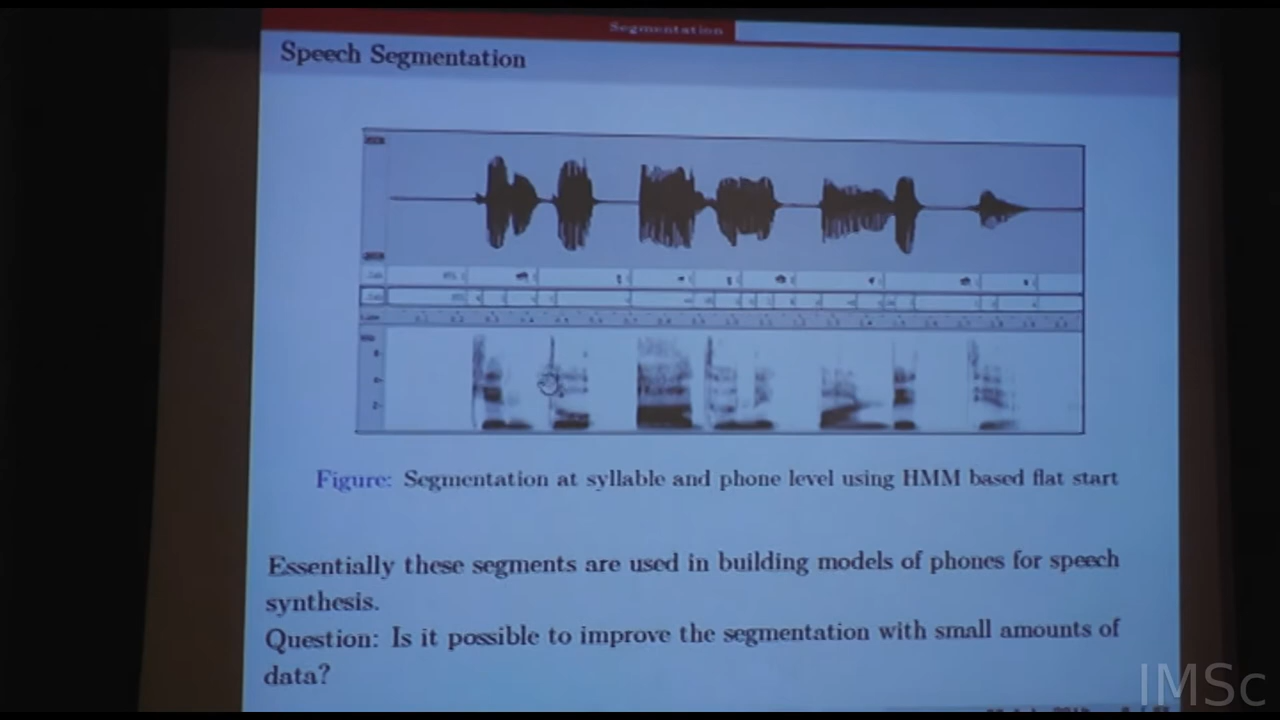 Segmentation
Speech Segmentation
Figure: Segmentation at syllable and phone level using HMM based flat start
Essentially these segments are used in building models of phones for speech
synthesis.
Question: Is it possible to improve the segmentation with small amounts of
data?
IMSc